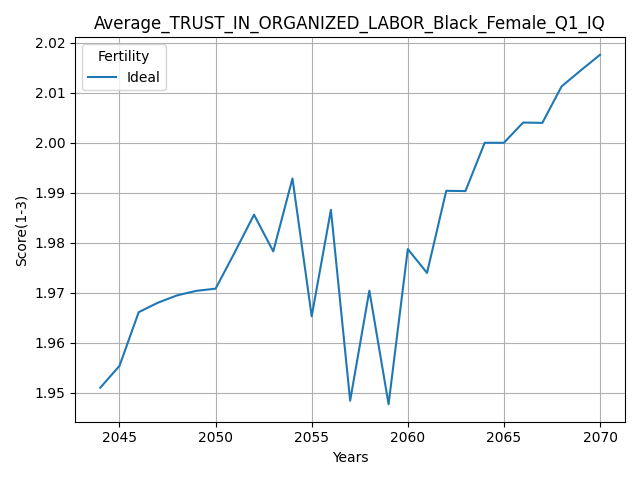 Average_TRUST_IN_ORGANIZED_LABOR_Black_Female_Q1_IQ
Fertility
Ideal
Score(1-3)
2.02
2.01
2.00
1.99
1.98
1.97
1.96
1.95
2045 2050 2055 2060 2065 2070
Years